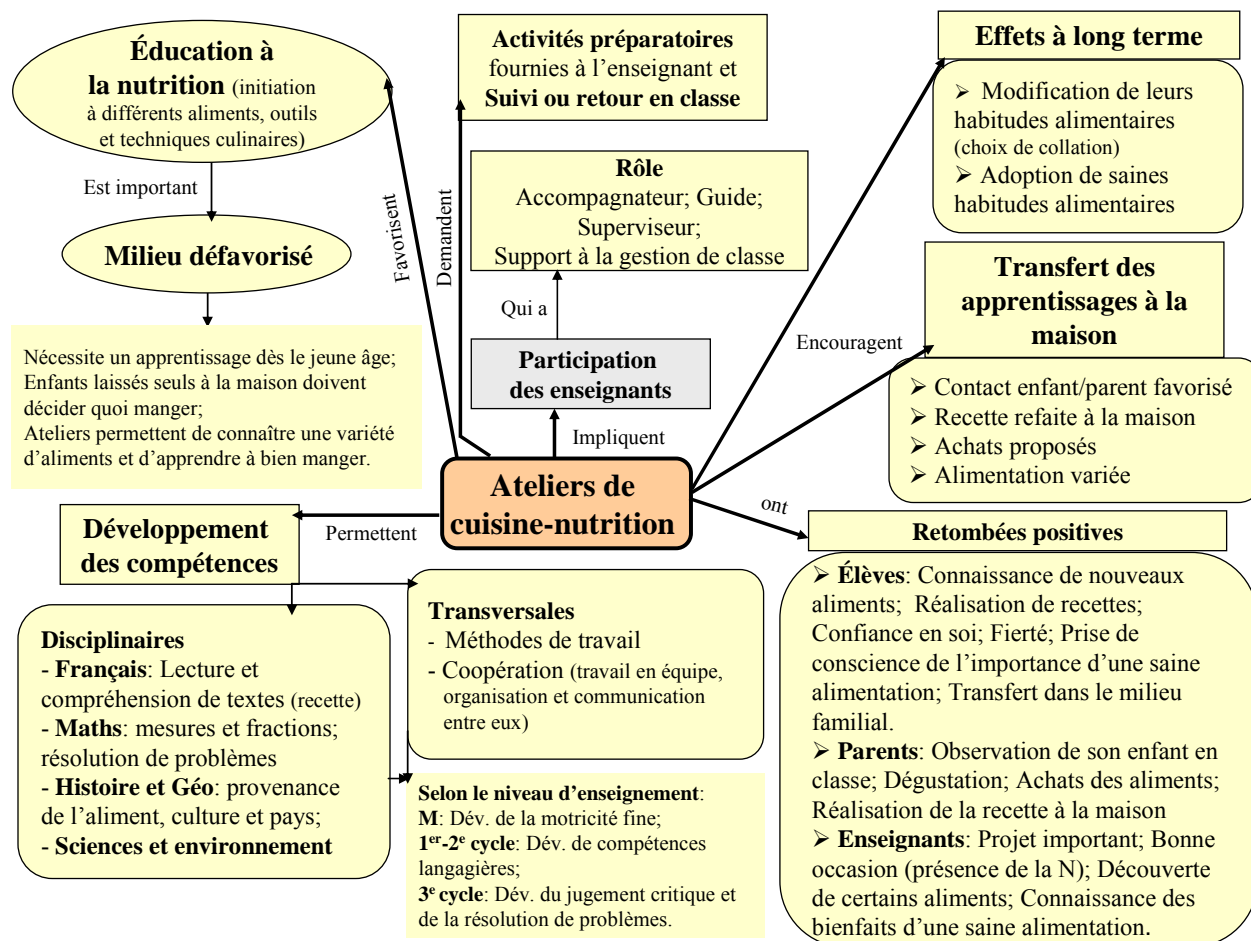 Éducation à
la nutrition (initiation
à différents aliments, outils
et techniques culinaires)
Est important
Milieu défavorisé
Nécessite un apprentissage dès le jeune âge;
Enfants laissés seuls à la maison doivent
décider quoi manger;
Ateliers permettent de connaître une variété
d’aliments et d’apprendre à bien manger.
Favorisent
Activités préparatoires
fournies à l’enseignant et
Suivi ou retour en classe
Demandent
Rôle
Accompagnateur; Guide;
Superviseur;
Support à la gestion de classe
Qui a
Participation
des enseignants
Impliquent
Ateliers de
cuisine-nutrition
Effets à long terme
➢ Modification de leurs
habitudes alimentaires
(choix de collation)
➢ Adoption de saines
habitudes alimentaires
Encouragent
Transfert des
apprentissages à la
maison
➢ Contact enfant/parent favorisé
➢ Recette refaite à la maison
➢ Achats proposés
➢ Alimentation variée
ont
Retombées positives
➢ Élèves: Connaissance de nouveaux
aliments; Réalisation de recettes;
Confiance en soi; Fierté; Prise de
conscience de l’importance d’une saine
alimentation; Transfert dans le milieu
familial.
➢ Parents: Observation de son enfant en
classe; Dégustation; Achats des aliments;
Réalisation de la recette à la maison
➢ Enseignants: Projet important; Bonne
occasion (présence de la N); Découverte
de certains aliments; Connaissance des
bienfaits d’une saine alimentation.
Permettent
Développement
des compétences
Disciplinaires
- Français: Lecture et
compréhension de textes (recette)
- Maths: mesures et fractions;
résolution de problèmes
- Histoire et Géo: provenance
de l’aliment, culture et pays;
- Sciences et environnement
Transversales
- Méthodes de travail
- Coopération (travail en équipe,
organisation et communication
entre eux)
Selon le niveau d’enseignement:
M: Dév. de la motricité fine;
1er-2e cycle: Dév. de compétences
langagières;
3e cycle: Dév. du jugement critique et
de la résolution de problèmes.